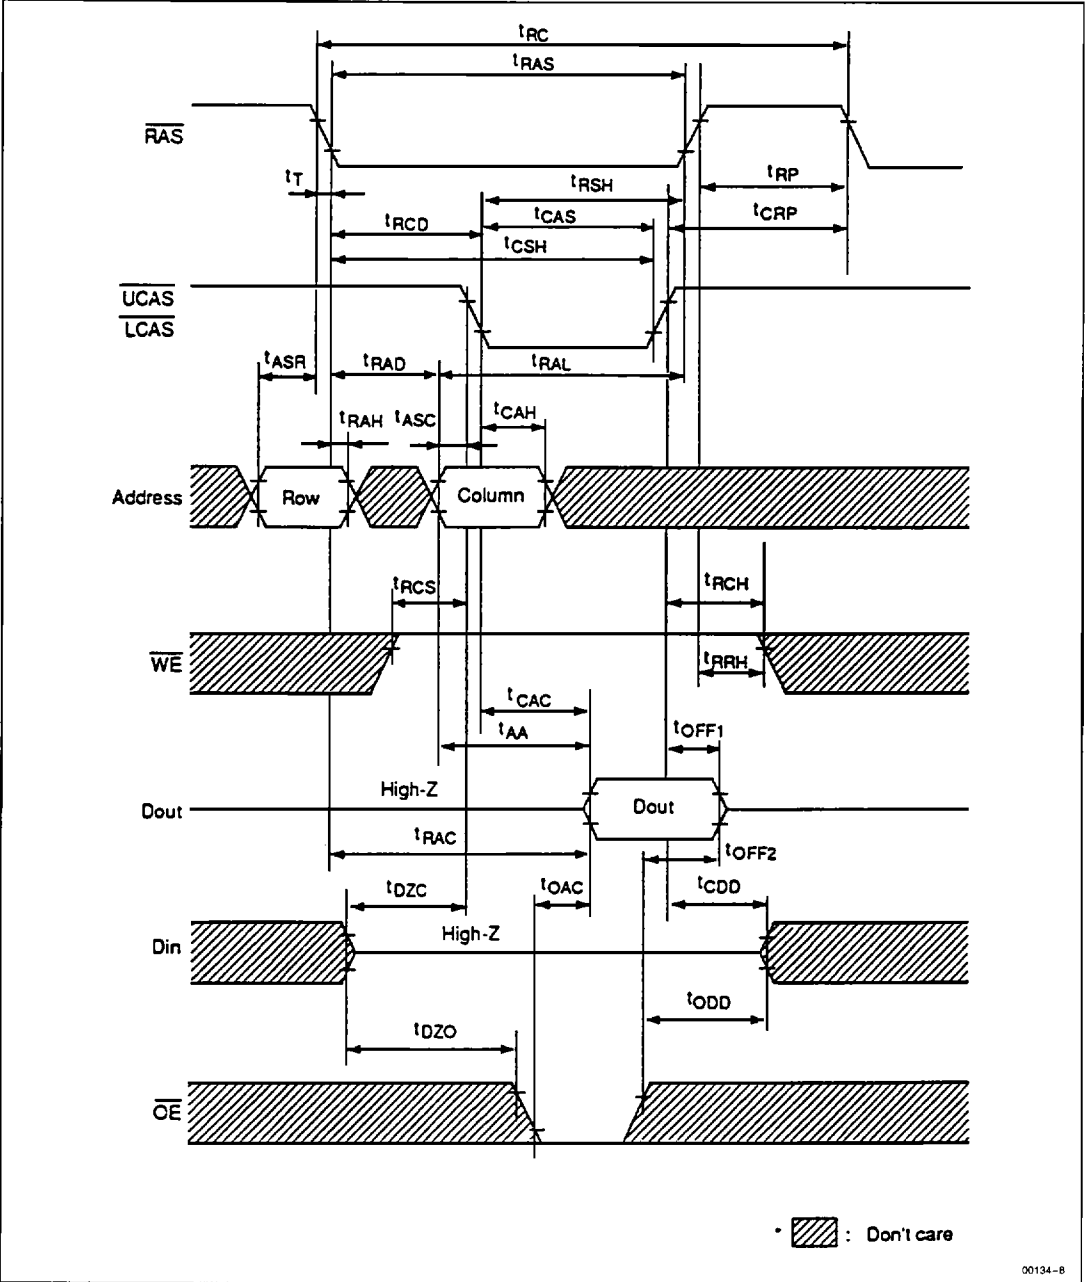 tRC
tRAS
RAS
tT
tRSH
tRP
tRCD
tCAS
tCRP
tCSH
UCAS
LCAS
tASR
tRAD
tRAL
tRAH
tASC
tCAH
Address
Row
Column
tRCS
tRCH
WE
tRRH
tCAC
tAA
tOFF1
High-Z
Dout
Dout
tRAC
tOFF2
tDZC
tOAC
tCDD
Din
High-Z
tODD
tDZO
OE
* : Don't care
00134-8